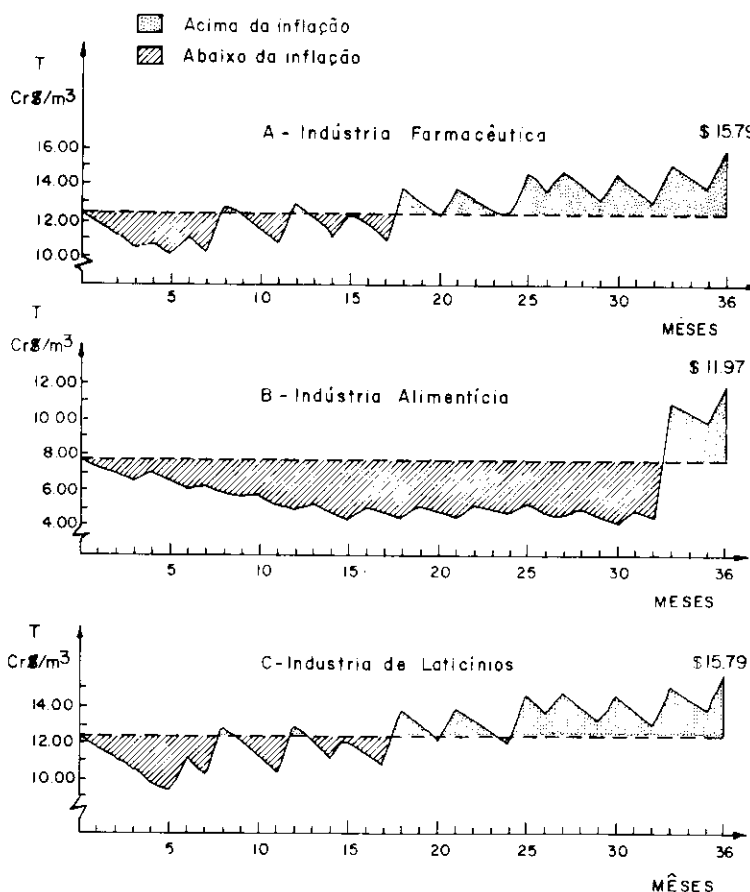 Acima da inflação
Abaixo da inflação
T
Cr$/m3
A - Indústria Farmacêutica
$ 15.79
16.00
14.00
12.00
10.00
5 10 15 20 25 30 36
MÊSES
T
Cr$/m3
B - Indústria Alimentícia
$ 11.97
12.00
10.00
8.00
6.00
4.00
5 10 15 20 25 30 36
MESES
T
Cr$/m3
C - Industria de Laticínios
$ 15.79
14.00
12.00
10.00
5 10 15 20 25 30 36
MÊSES